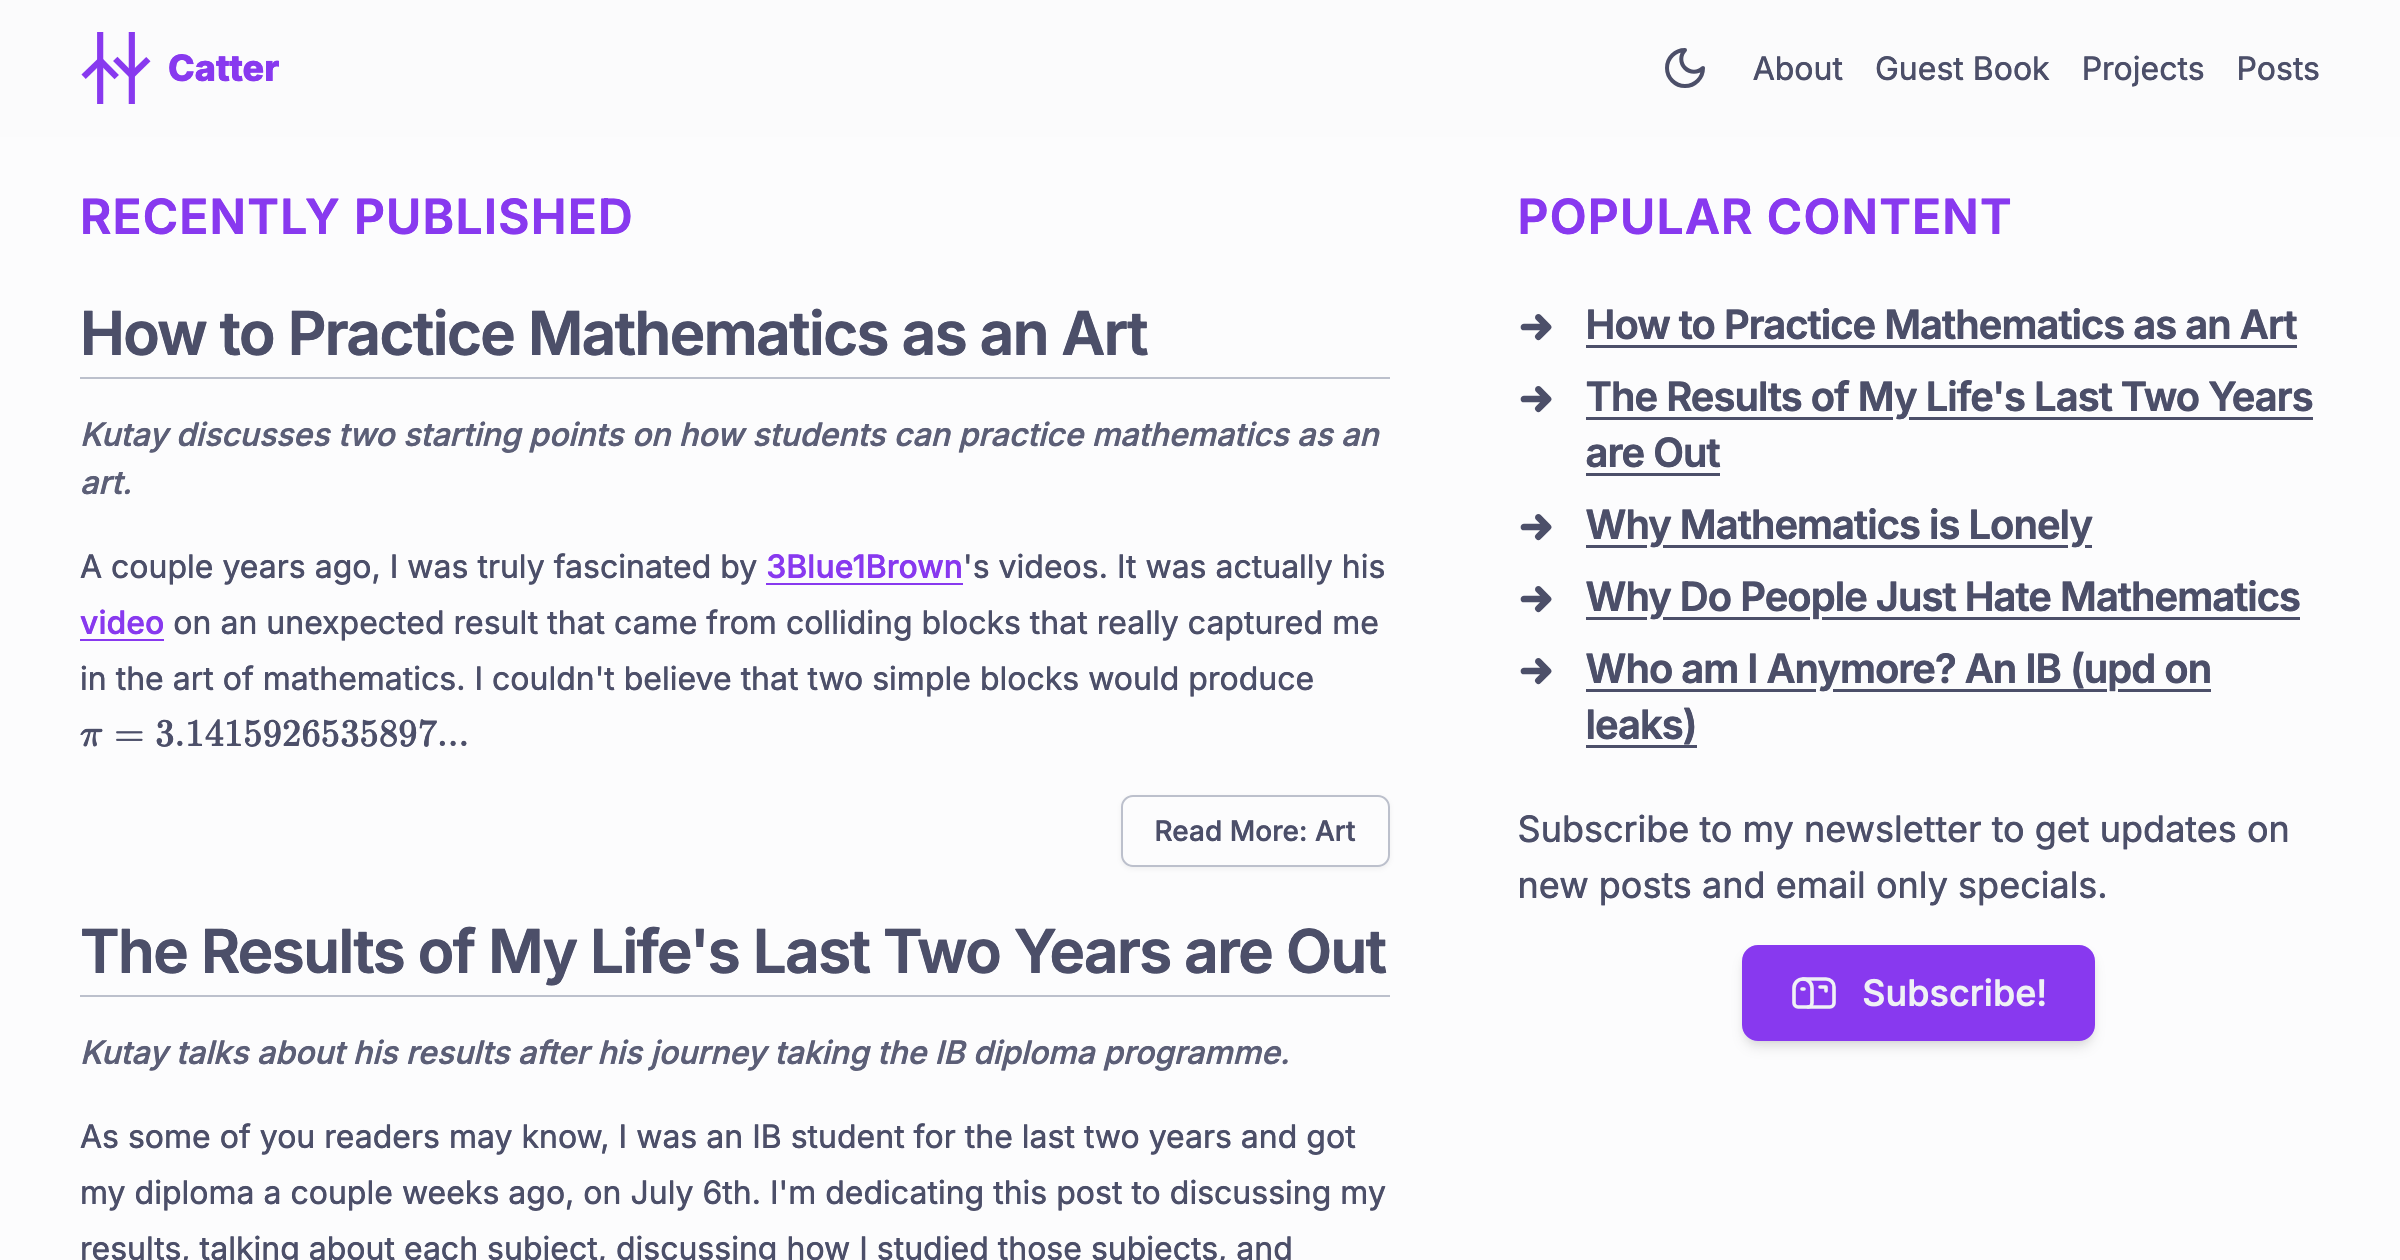 Catter
About Guest Book Projects Posts
RECENTLY PUBLISHED
How to Practice Mathematics as an Art
Kutay discusses two starting points on how students can practice mathematics as an
art.
A couple years ago, I was truly fascinated by 3Blue1Brown's videos. It was actually his
video on an unexpected result that came from colliding blocks that really captured me
in the art of mathematics. I couldn't believe that two simple blocks would produce
π = 3.1415926535897...
Read More: Art
The Results of My Life's Last Two Years are Out
Kutay talks about his results after his journey taking the IB diploma programme.
As some of you readers may know, I was an IB student for the last two years and got
my diploma a couple weeks ago, on July 6th. I'm dedicating this post to discussing my
results, talking about each subject, discussing how I studied those subjects, and
POPULAR CONTENT
How to Practice Mathematics as an Art
The Results of My Life's Last Two Years
are Out
Why Mathematics is Lonely
Why Do People Just Hate Mathematics
Who am I Anymore? An IB (upd on
leaks)
Subscribe to my newsletter to get updates on
new posts and email only specials.
Subscribe!